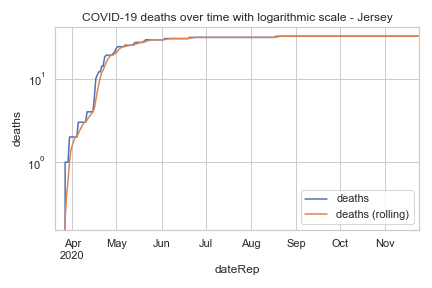 COVID-19 deaths over time with logarithmic scale - Jersey
deaths
10¹
10⁰
deaths
deaths (rolling)
Apr May Jun Jul Aug Sep Oct Nov
2020
dateRep